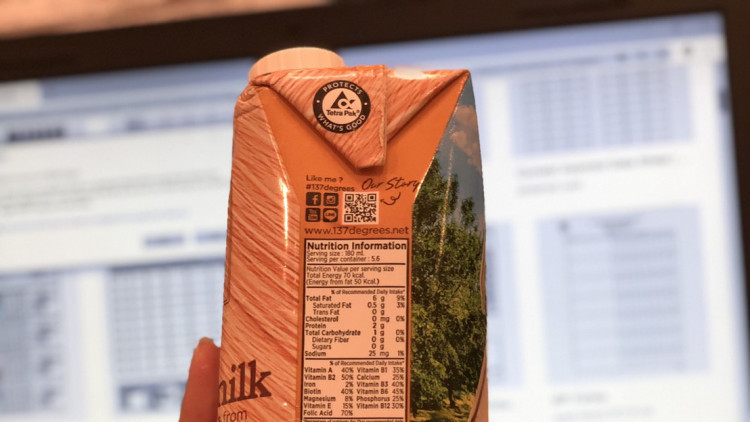 PROTECTS
Tetra Pak®
WHAT'S GOOD
Like me ?
#137degrees
Our Story
www.137degrees.net
Nutrition Information
Serving size : 180 ml.
Serving per container : 5.6
Nutrition Value per serving size
Total Energy 70 kcal.
(Energy from fat 50 Kcal.)
% of Recommended Daily Intake*
Total Fat 6 g 9%
Saturated Fat 0.5 g 3%
Trans Fat 0 g
Cholesterol 0 mg 0%
Protein 2 g
Total Carbohydrate 1 g 0%
Dietary Fiber 0 g 0%
Sugars 0 g
Sodium 25 mg 1%
% of Recommended Daily Intake*
Vitamin A 40% Vitamin B1 35%
Vitamin B2 50% Calcium 25%
Iron 2% Vitamin B3 40%
Biotin 40% Vitamin B6 45%
Magnesium 8% Phosphorus 25%
Vitamin E 15% Vitamin B12 30%
Folic Acid 70%
ilk
from